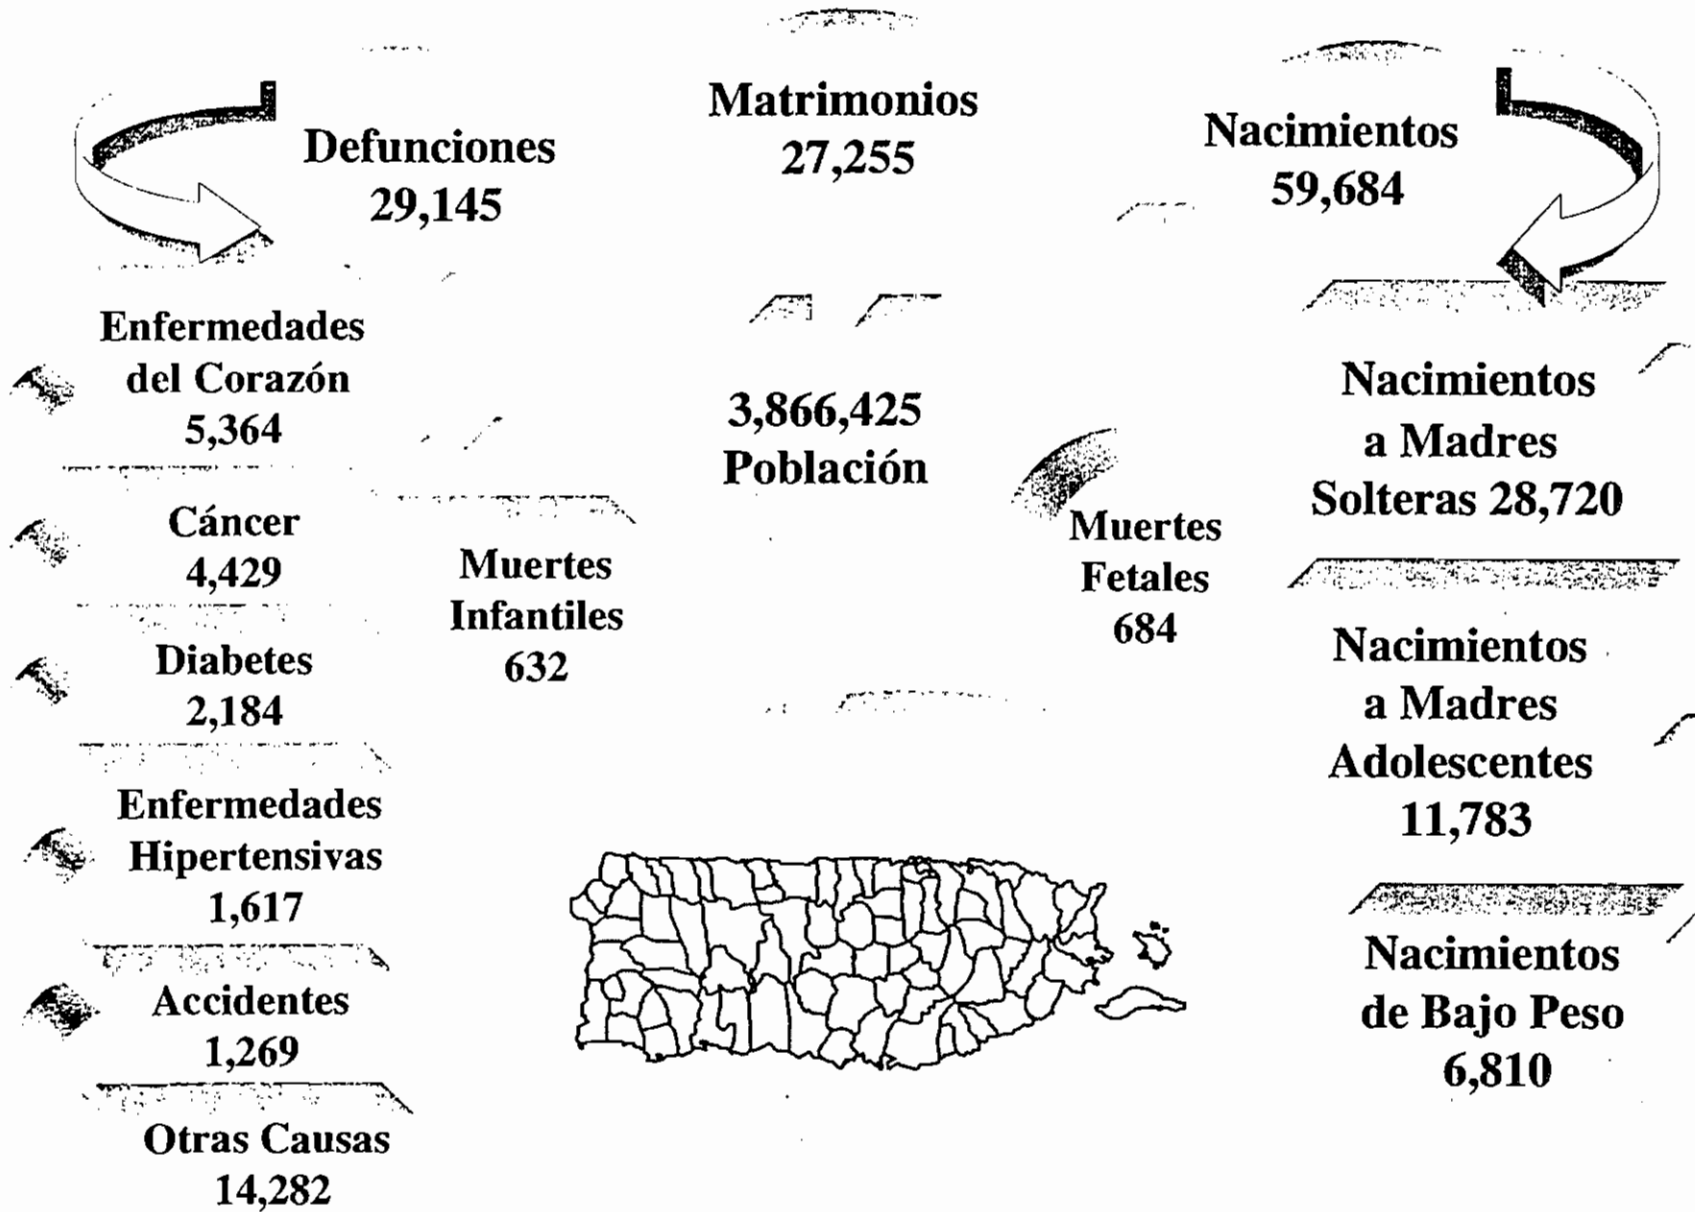 Defunciones
29,145
Matrimonios
27,255
Nacimientos
59,684
Enfermedades
del Corazón
5,364
Cáncer
4,429
Diabetes
2,184
Enfermedades
Hipertensivas
1,617
Accidentes
1,269
Otras Causas
14,282
Muertes
Infantiles
632
3,866,425
Población
Muertes
Fetales
684
Nacimientos
a Madres
Solteras 28,720
Nacimientos
a Madres
Adolescentes
11,783
Nacimientos
de Bajo Peso
6,810